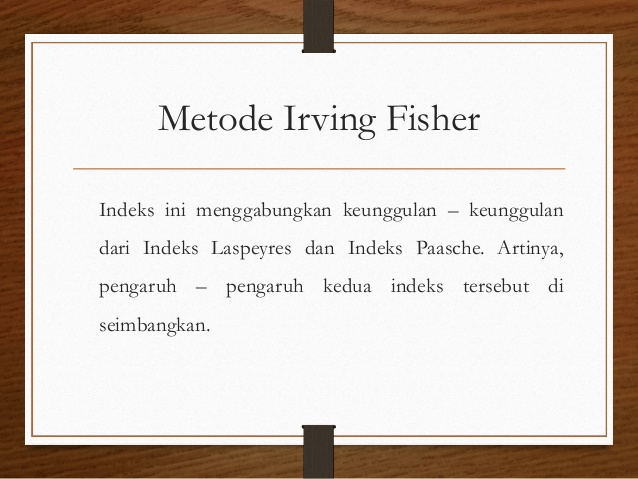 Metode Irving Fisher
Indeks ini menggabungkan keunggulan – keunggulan
dari Indeks Laspeyres dan Indeks Paasche. Artinya,
pengaruh – pengaruh kedua indeks tersebut di
seimbangkan.